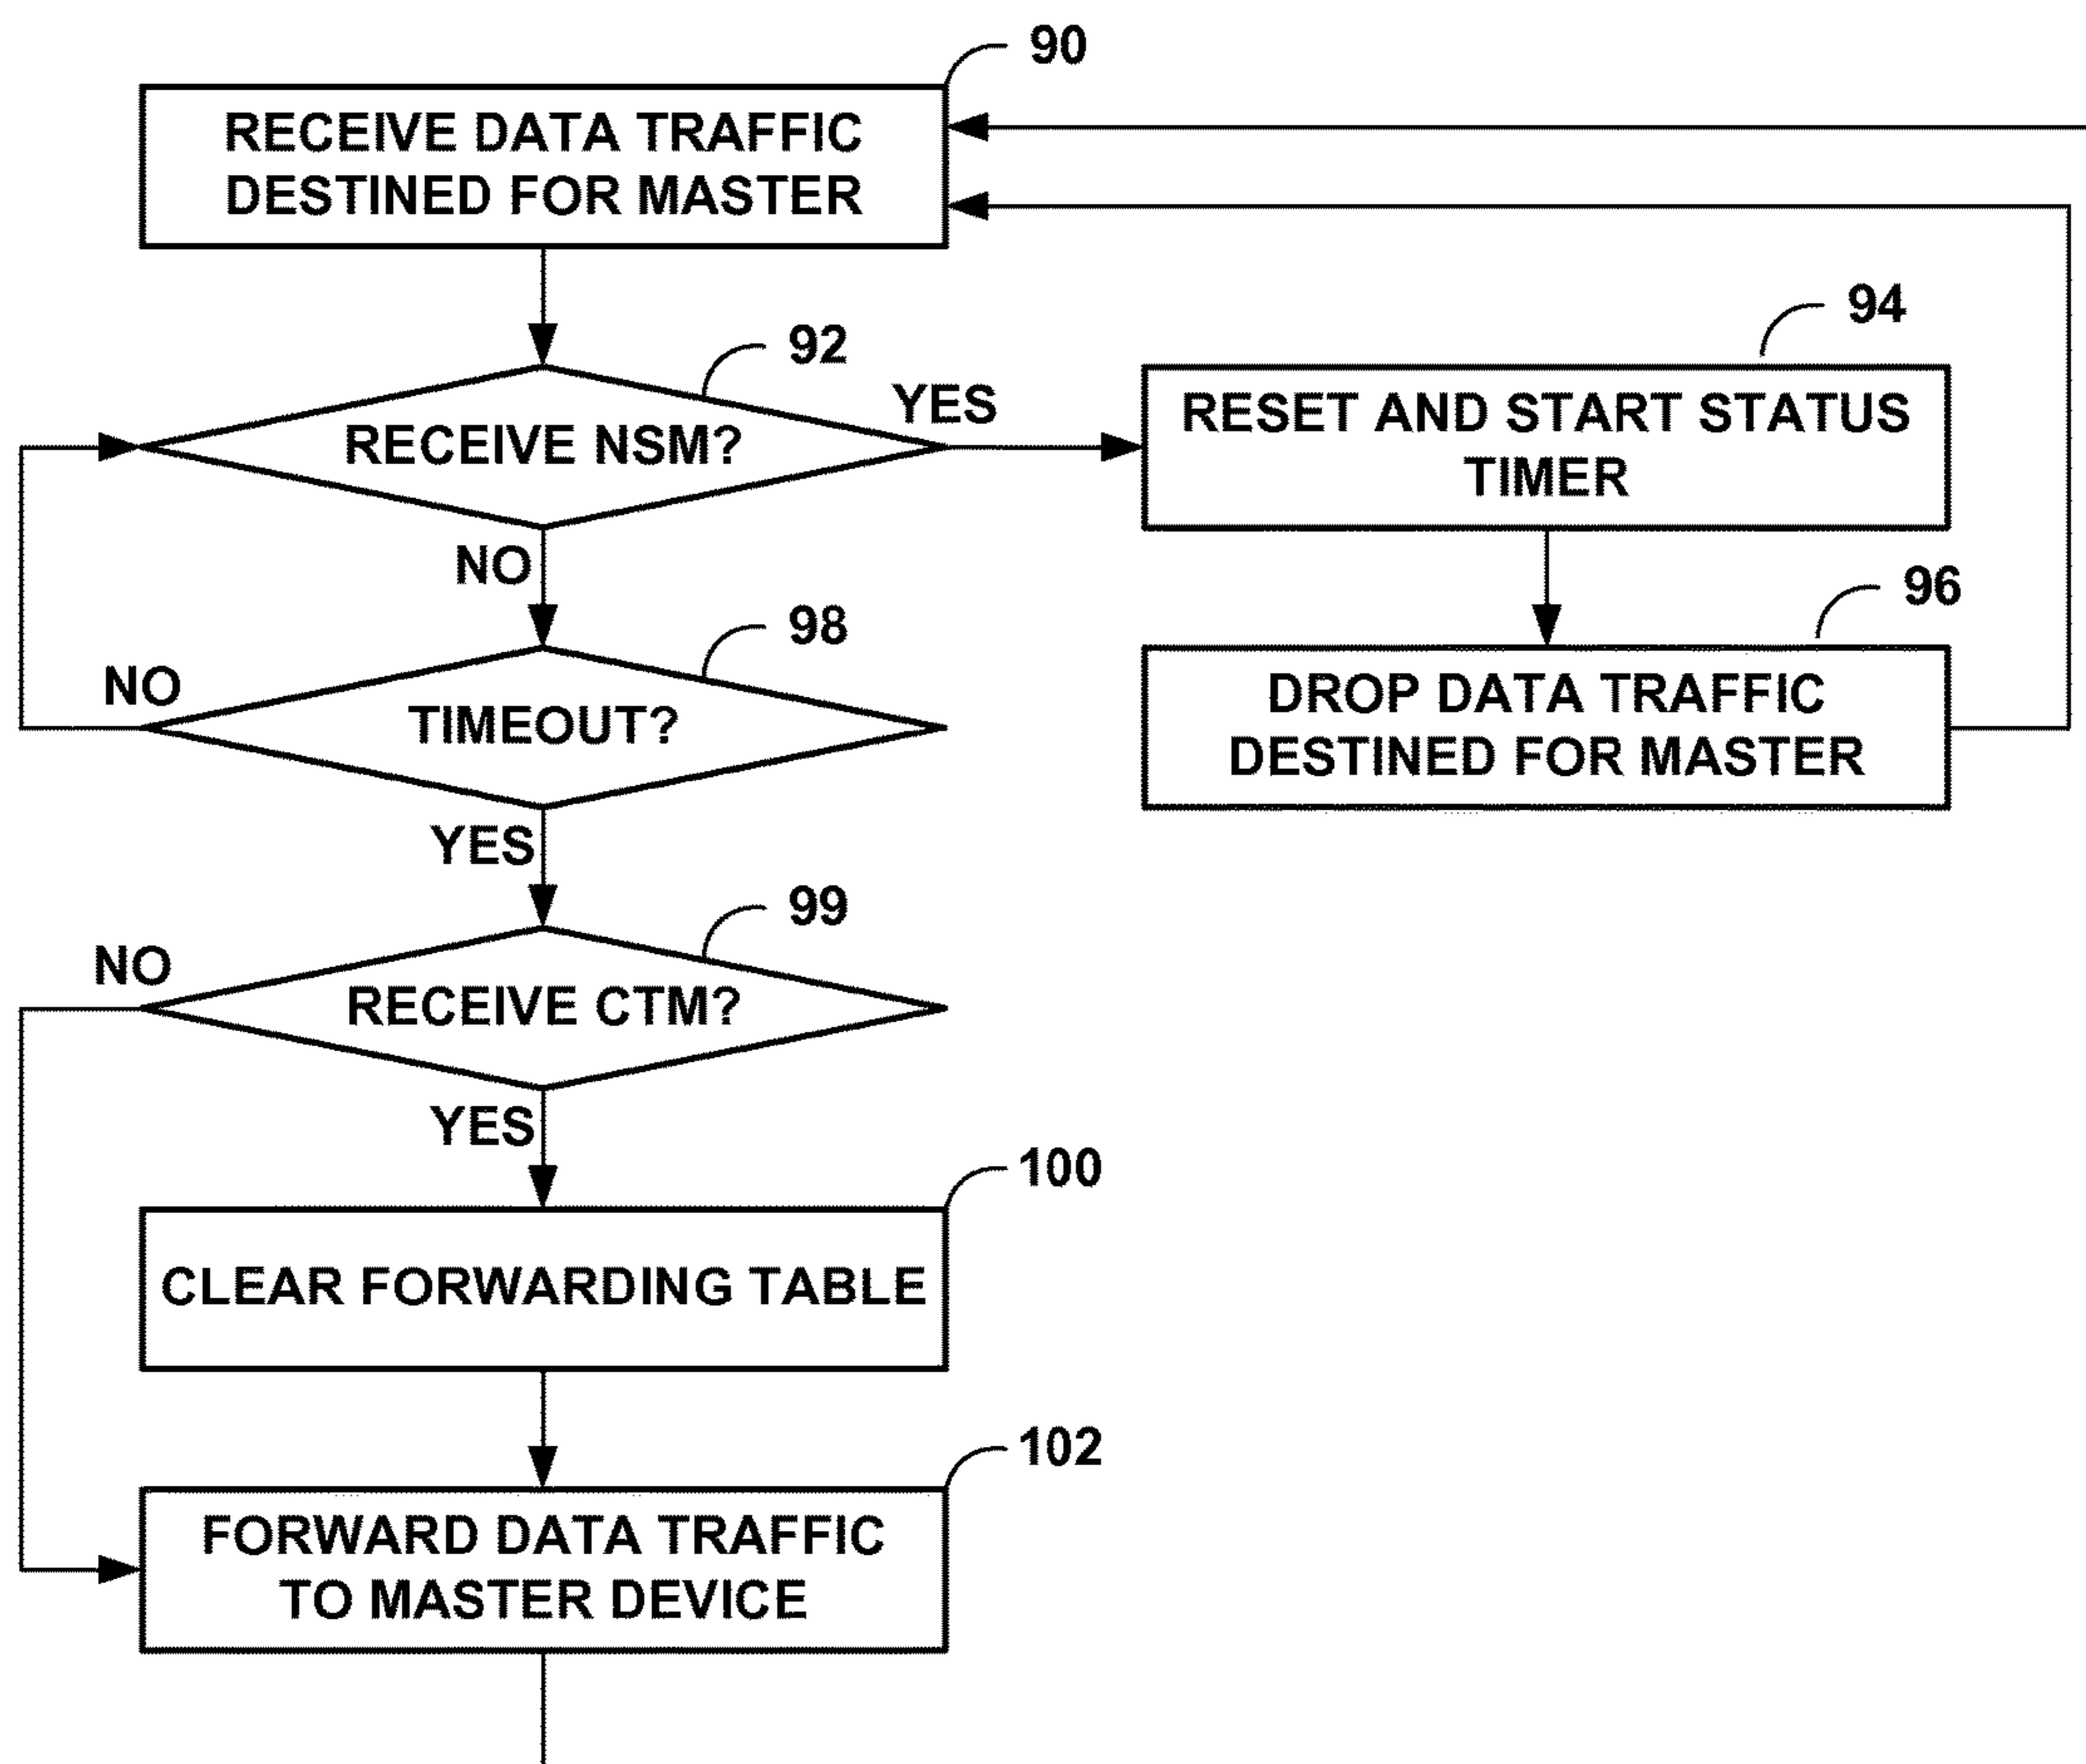 90
RECEIVE DATA TRAFFIC
DESTINED FOR MASTER
92
YES
RECEIVE NSM?
94
RESET AND START STATUS
TIMER
NO
96
DROP DATA TRAFFIC
DESTINED FOR MASTER
98
NO
TIMEOUT?
YES
99
NO
RECEIVE CTM?
YES
100
CLEAR FORWARDING TABLE
102
FORWARD DATA TRAFFIC
TO MASTER DEVICE